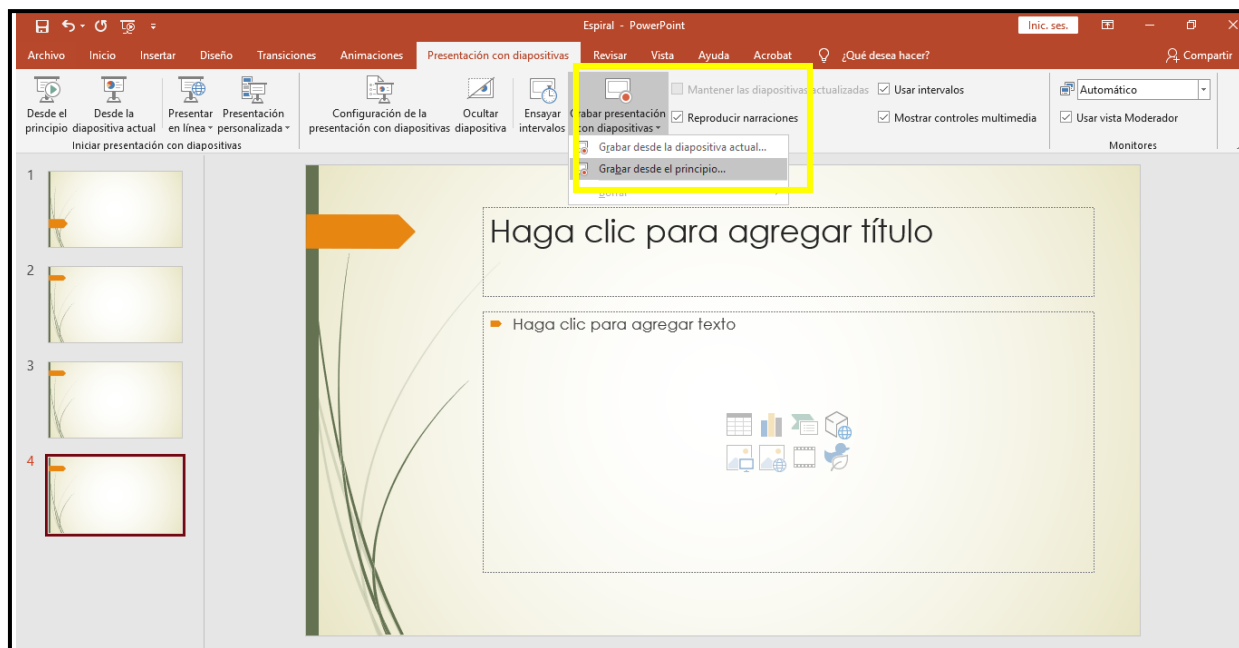 Espiral - PowerPoint
Inic. ses.
Archivo Inicio Insertar Diseño Transiciones Animaciones Presentación con diapositivas Revisar Vista Ayuda Acrobat ¿Qué desea hacer? Compartir
Desde el principio
Desde la diapositiva actual
Presentar en línea
Presentación personalizada
Iniciar presentación con diapositivas
Configuración de la presentación con diapositivas
Ocultar diapositiva
Ensayar intervalos
Grabar presentación con diapositivas
Mantener las diapositivas actualizadas
Reproducir narraciones
Usar intervalos
Mostrar controles multimedia
Automático
Usar vista Moderador
Monitores
Grabar desde la diapositiva actual...
Grabar desde el principio...
Borrar
1
2
3
4
Haga clic para agregar título
Haga clic para agregar texto